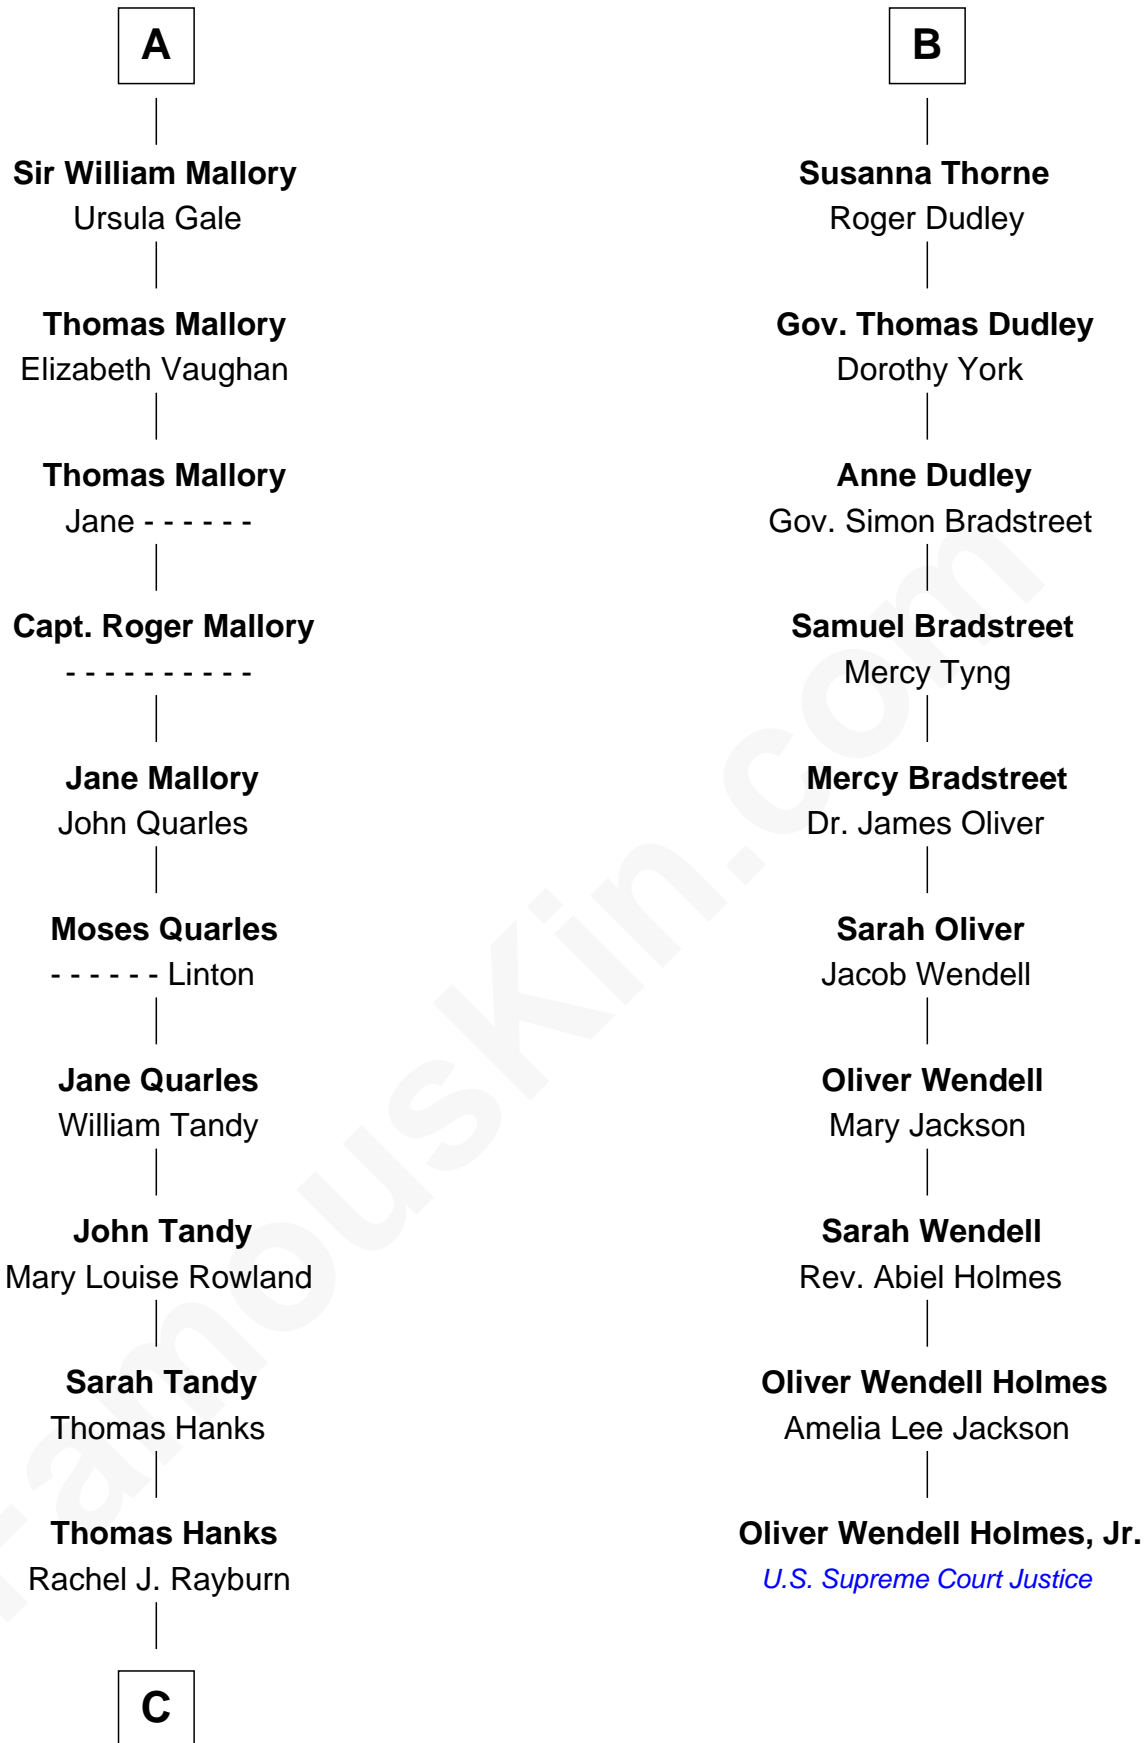 A
Sir William Mallory
Ursula Gale
Thomas Mallory
Elizabeth Vaughan
Thomas Mallory
Jane - - - - - -
Capt. Roger Mallory
- - - - - - - - - -
Jane Mallory
John Quarles
Moses Quarles
- - - - - - Linton
Jane Quarles
William Tandy
John Tandy
Mary Louise Rowland
Sarah Tandy
Thomas Hanks
Thomas Hanks
Rachel J. Rayburn
C
B
Susanna Thorne
Roger Dudley
Gov. Thomas Dudley
Dorothy York
Anne Dudley
Gov. Simon Bradstreet
Samuel Bradstreet
Mercy Tyng
Mercy Bradstreet
Dr. James Oliver
Sarah Oliver
Jacob Wendell
Oliver Wendell
Mary Jackson
Sarah Wendell
Rev. Abiel Holmes
Oliver Wendell Holmes
Amelia Lee Jackson
Oliver Wendell Holmes, Jr.
U.S. Supreme Court Justice
FamousKin.com